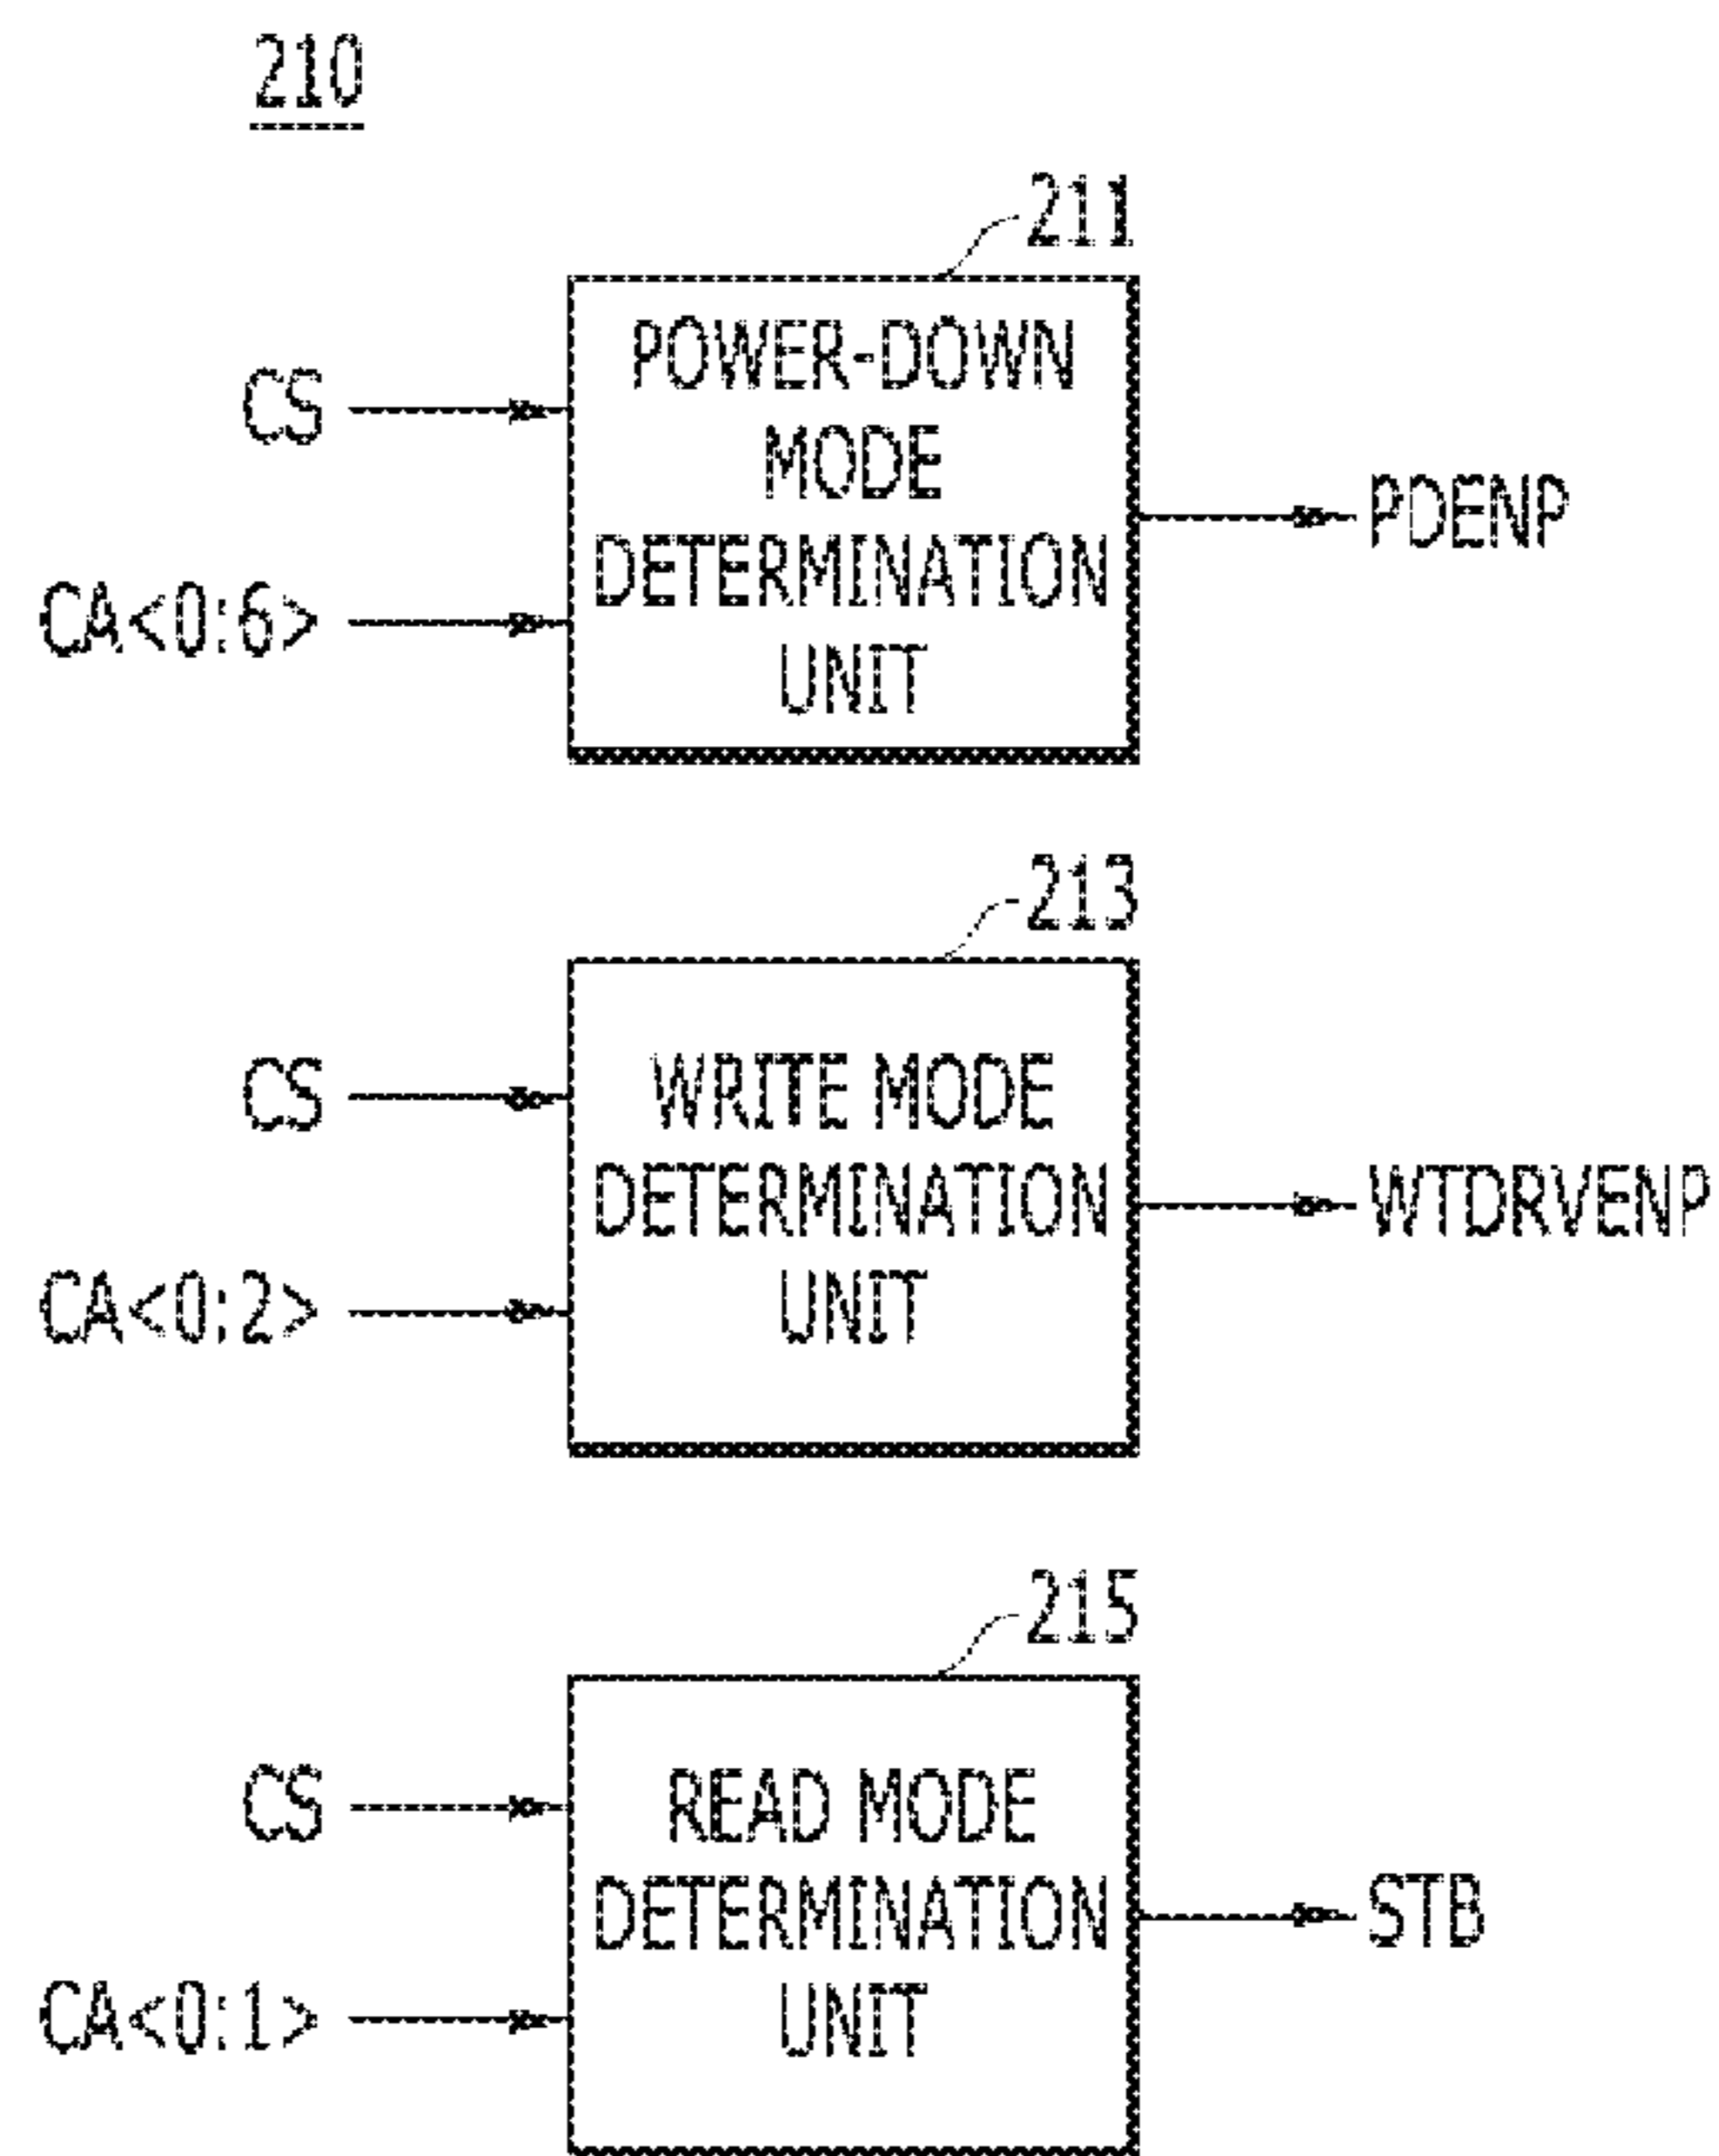 210
211
CS
CA<0:6>
POWER-DOWN
MODE
DETERMINATION
UNIT
PDENP
213
CS
CA<0:2>
WRITE MODE
DETERMINATION
UNIT
WTDRVENP
215
CS
CA<0:1>
READ MODE
DETERMINATION
UNIT
STB